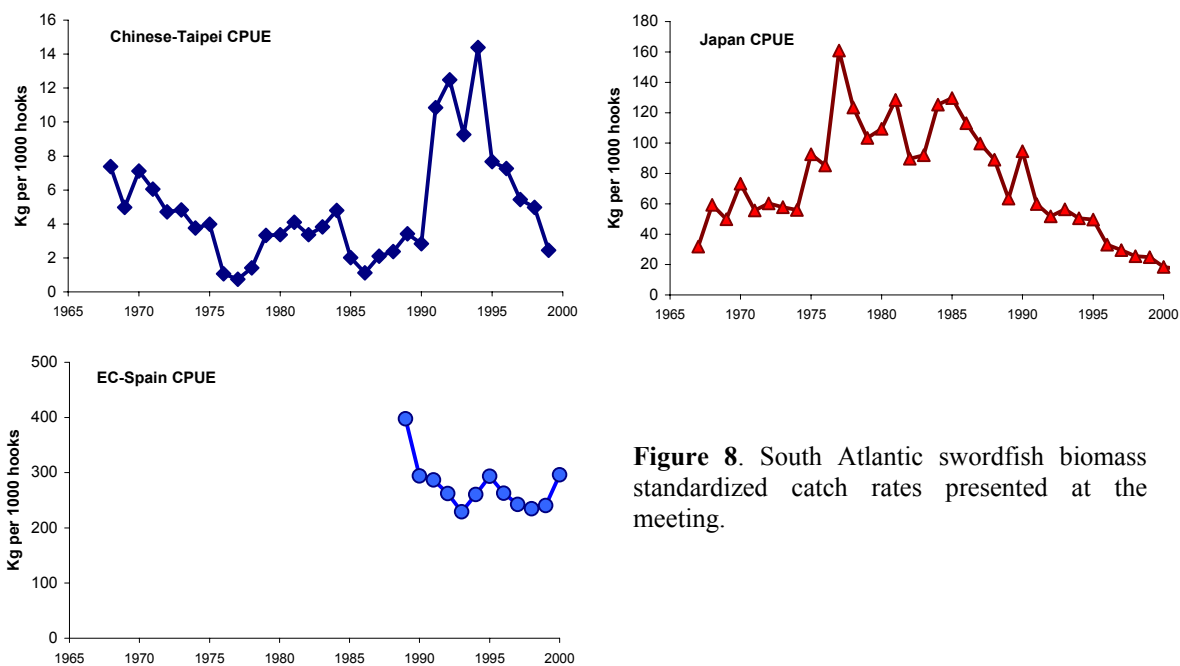 Chinese-Taipei CPUE
Kg per 1000 hooks
16
14
12
10
8
6
4
2
0
1965 1970 1975 1980 1985 1990 1995 2000
Japan CPUE
Kg per 1000 hooks
180
160
140
120
100
80
60
40
20
0
1965 1970 1975 1980 1985 1990 1995 2000
EC-Spain CPUE
Kg per 1000 hooks
500
400
300
200
100
0
1965 1970 1975 1980 1985 1990 1995 2000
Figure 8. South Atlantic swordfish biomass
standardized catch rates presented at the
meeting.